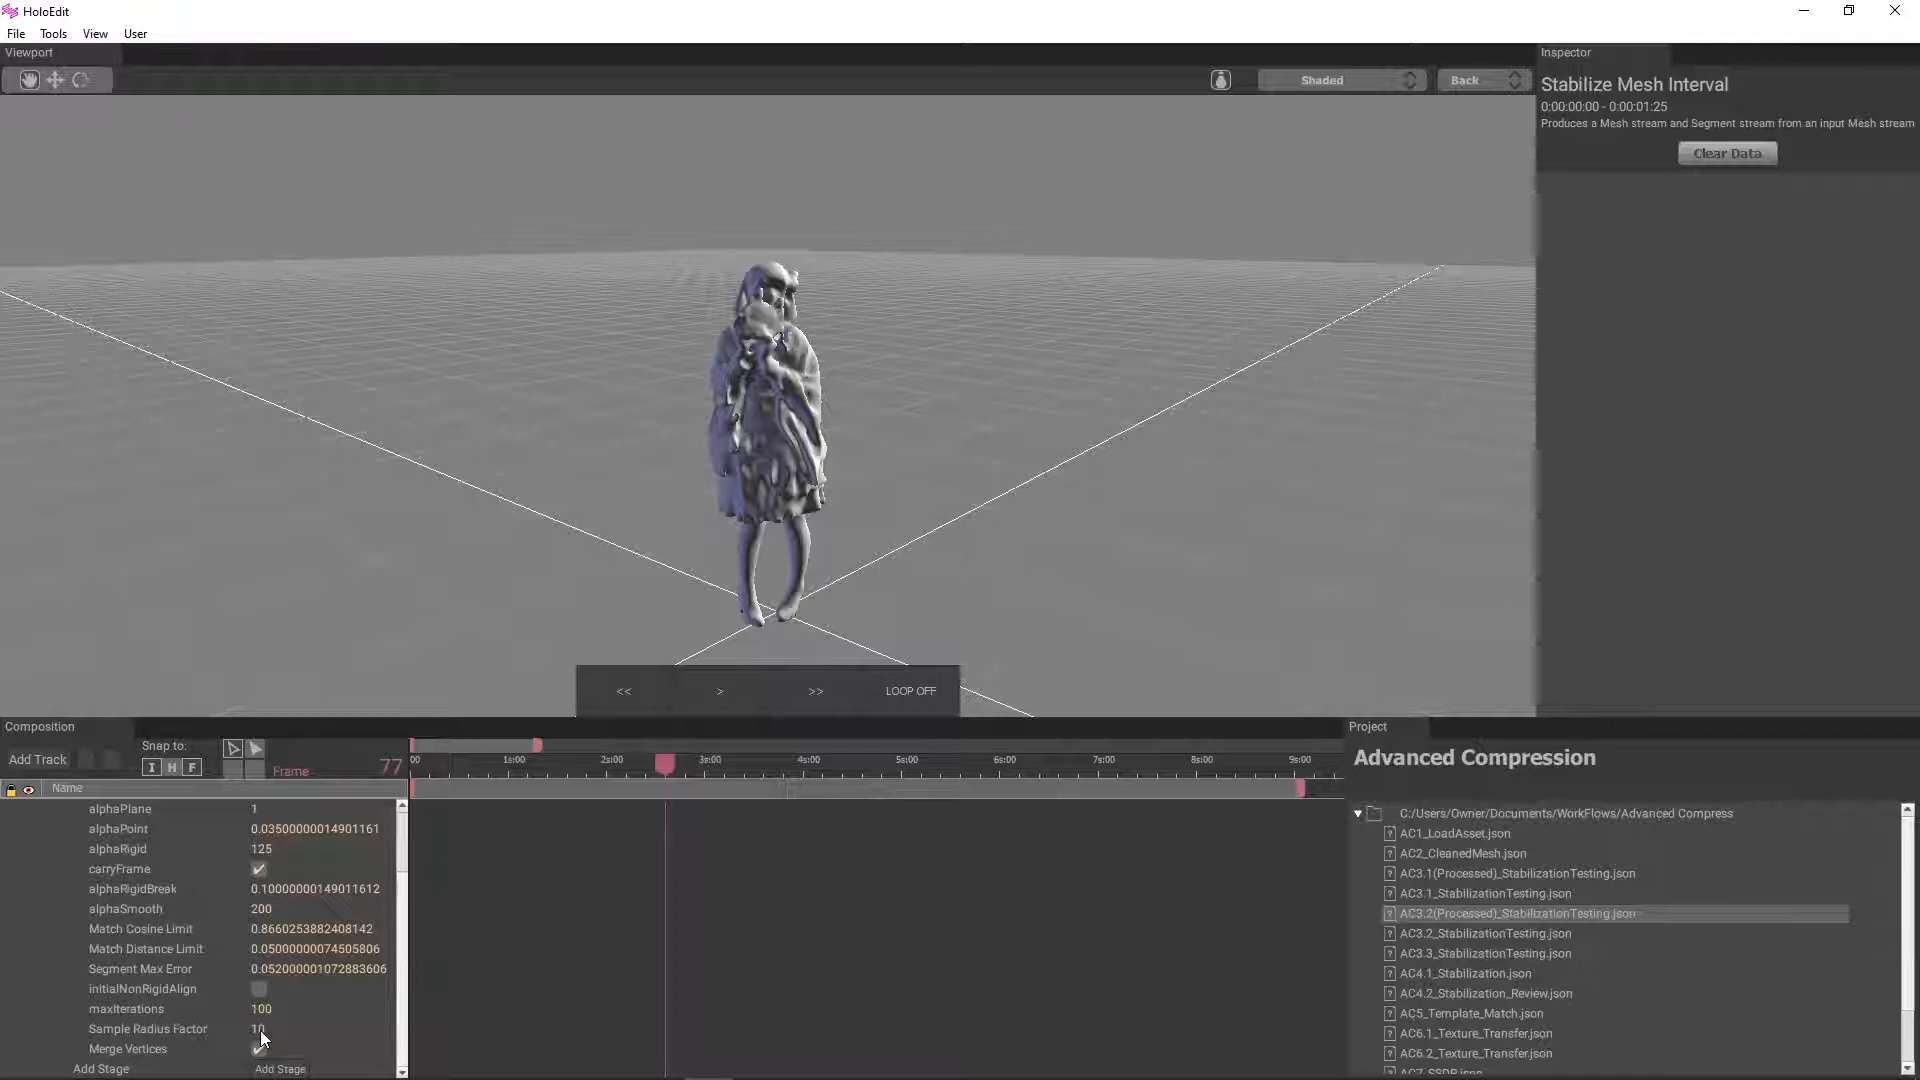 HoloEdit
File Tools View User
Viewport
Inspector
Shaded
Back
Stabilize Mesh Interval
0:00:00:00 - 0:00:01:25
Produces a Mesh stream and Segment stream from an input Mesh stream
Clear Data
<< > >> LOOP OFF
Composition
Add Track
Snap to:
I H F
Frame 77
00 1s:00 2s:00 3s:00 4s:00 5s:00 6s:00 7s:00 8s:00 9s:00
Name
alphaPlane 1
alphaPoint 0.03500000014901161
alphaRigid 125
carryFrame
alphaRigidBreak 0.10000000149011612
alphaSmooth 200
Match Cosine Limit 0.8660253882408142
Match Distance Limit 0.05000000074505806
Segment Max Error 0.052000001072883606
initialNonRigidAlign
maxIterations 100
Sample Radius Factor 10
Merge Vertices
Add Stage Add Stage
Project
Advanced Compression
C:/Users/Owner/Documents/WorkFlows/Advanced Compress
AC1_LoadAsset.json
AC2_CleanedMesh.json
AC3.1(Processed)_StabilizationTesting.json
AC3.1_StabilizationTesting.json
AC3.2(Processed)_StabilizationTesting.json
AC3.2_StabilizationTesting.json
AC3.3_StabilizationTesting.json
AC4.1_Stabilization.json
AC4.2_Stabilization_Review.json
AC5_Template_Match.json
AC6.1_Texture_Transfer.json
AC6.2_Texture_Transfer.json
AC7_SSDR.json